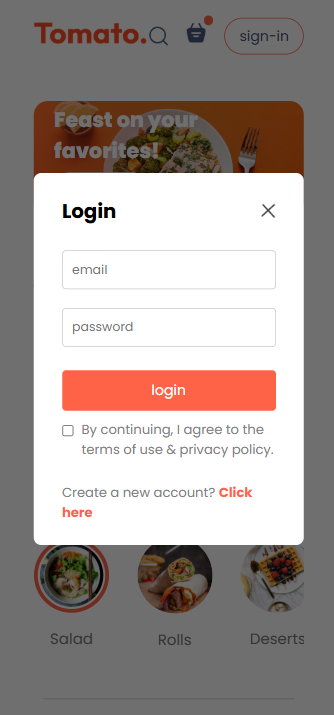 Tomato.
sign-in
Feast on your
favorites!
Login
email
password
login
By continuing, I agree to the
terms of use & privacy policy.
Create a new account? Click
here
Salad
Rolls
Deserts